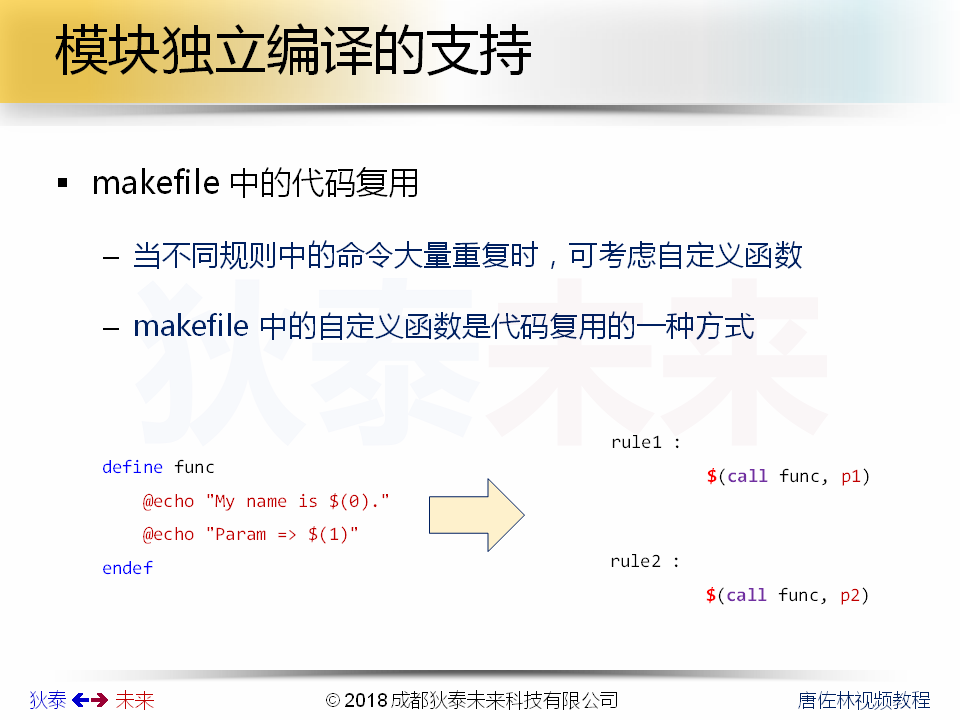 模块独立编译的支持
▪ makefile 中的代码复用
– 当不同规则中的命令大量重复时，可考虑自定义函数
– makefile 中的自定义函数是代码复用的一种方式
狄泰未来
define func
@echo "My name is $(0)."
@echo "Param => $(1)"
endef
rule1 :
$(call func, p1)
rule2 :
$(call func, p2)
狄泰 未来
© 2018 成都狄泰未来科技有限公司
唐佐林视频教程